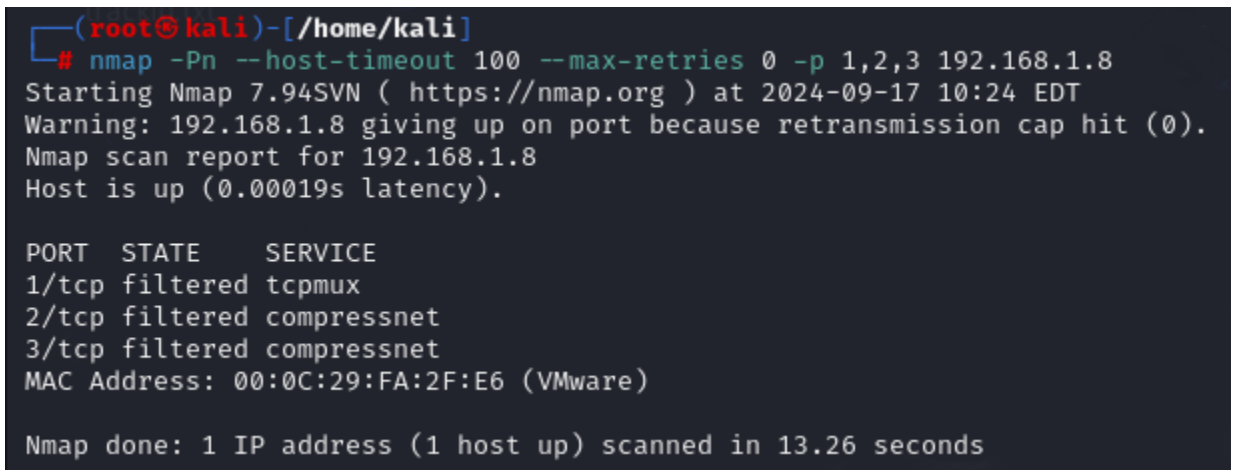 ┌──(root㉿kali)-[/home/kali]
└─# nmap -Pn --host-timeout 100 --max-retries 0 -p 1,2,3 192.168.1.8
Starting Nmap 7.94SVN ( https://nmap.org ) at 2024-09-17 10:24 EDT
Warning: 192.168.1.8 giving up on port because retransmission cap hit (0).
Nmap scan report for 192.168.1.8
Host is up (0.00019s latency).
PORT  STATE    SERVICE
1/tcp filtered tcpmux
2/tcp filtered compressnet
3/tcp filtered compressnet
MAC Address: 00:0C:29:FA:2F:E6 (VMware)
Nmap done: 1 IP address (1 host up) scanned in 13.26 seconds